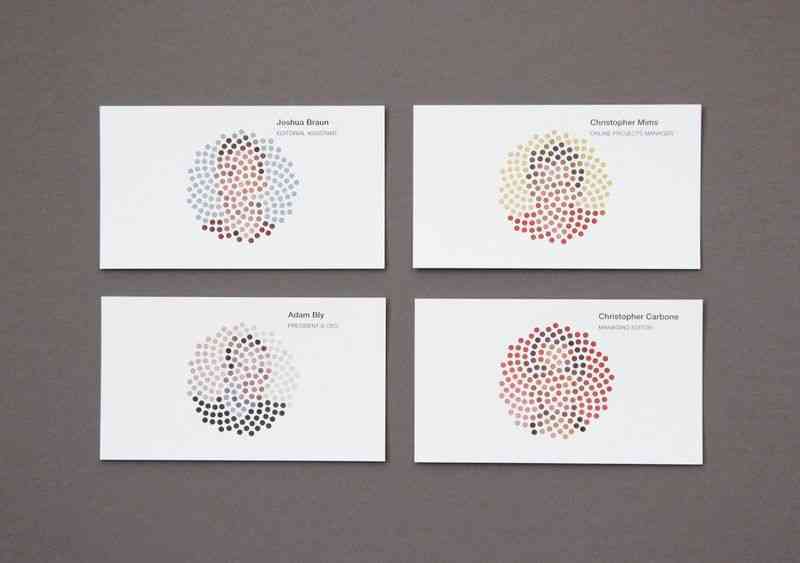 Joshua Braun
EDITORIAL ASSISTANT
Christopher Mims
ONLINE PROJECTS MANAGER
Adam Bly
PRESIDENT & CEO
Christopher Carbone
MANAGING EDITOR